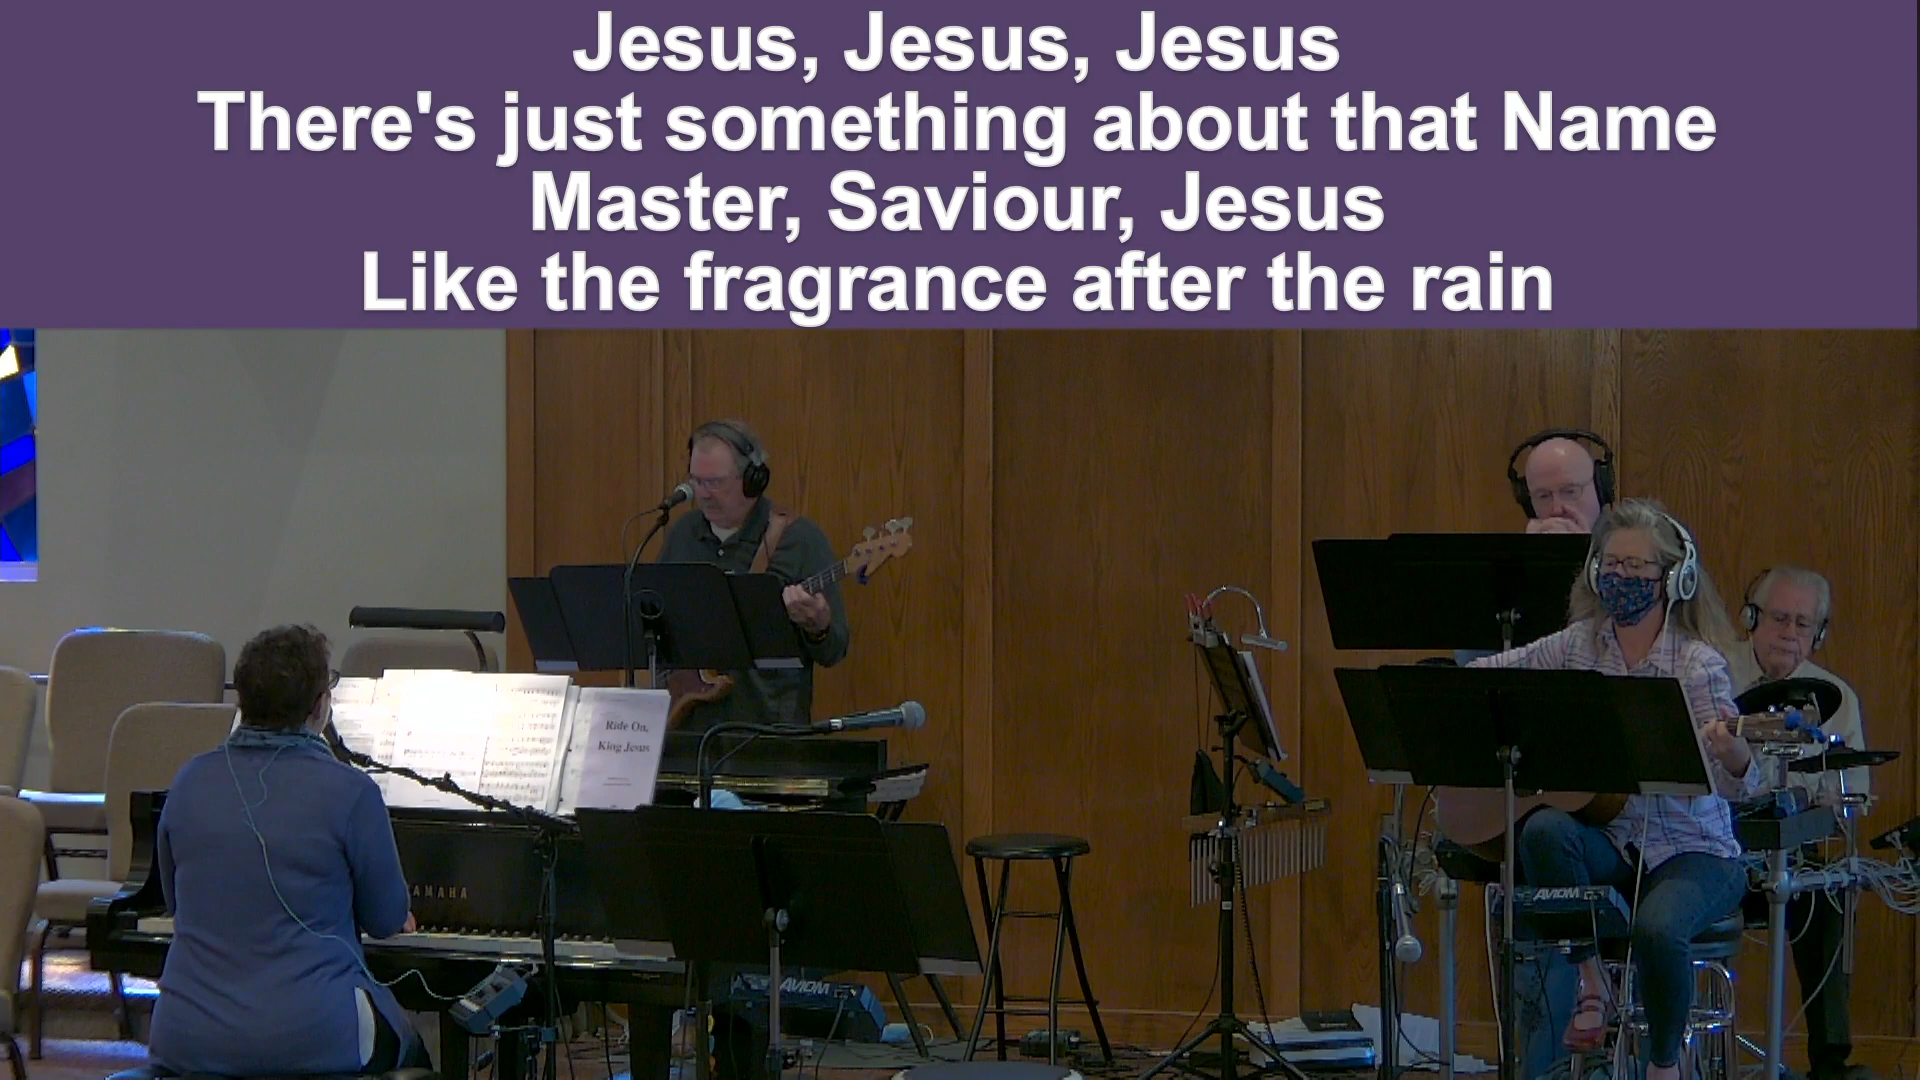 Jesus, Jesus, Jesus
There's just something about that Name
Master, Saviour, Jesus
Like the fragrance after the rain
Ride On,
King Jesus
YAMAHA
AVIOM
AVIOM